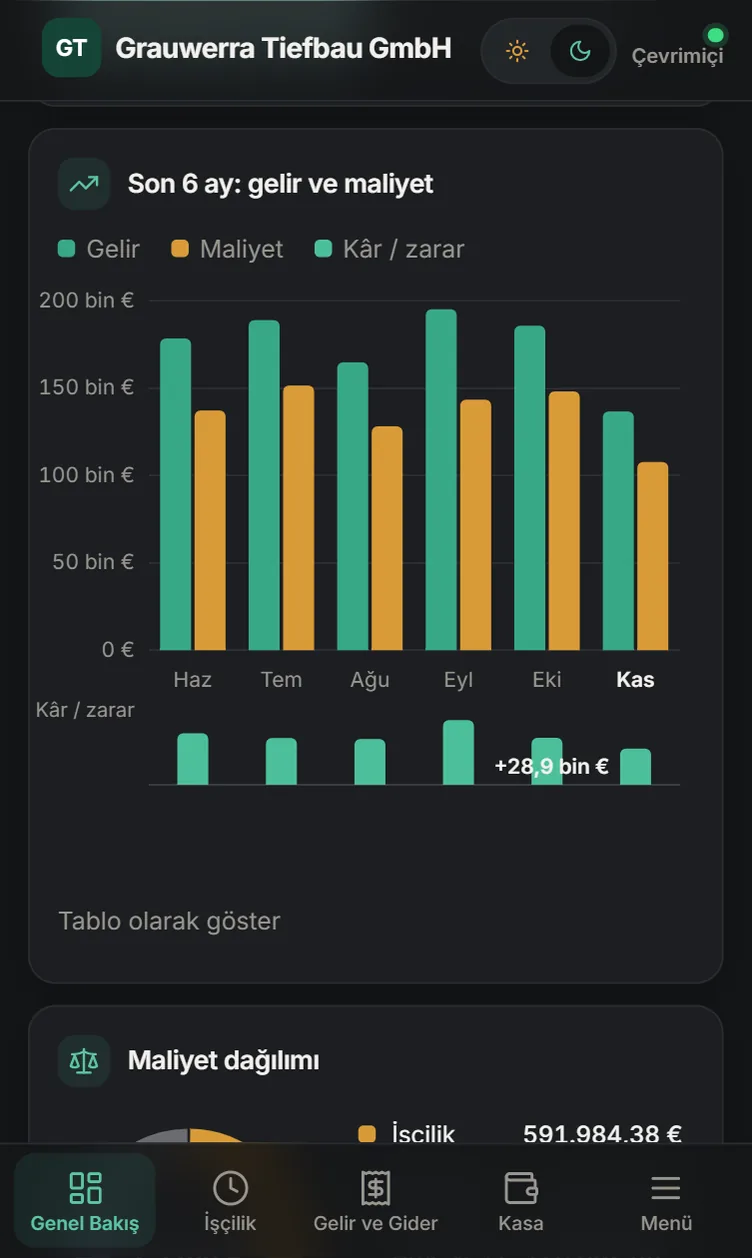 GT Grauwerra Tiefbau GmbH Çevrimiçi
Son 6 ay: gelir ve maliyet
Gelir Maliyet Kâr / zarar
200 bin €
150 bin €
100 bin €
50 bin €
0 €
Haz Tem Ağu Eyl Eki Kas
Kâr / zarar
+28,9 bin €
Tablo olarak göster
Maliyet dağılımı
İşçilik 591.984,38 €
Genel Bakış İşçilik Gelir ve Gider Kasa Menü